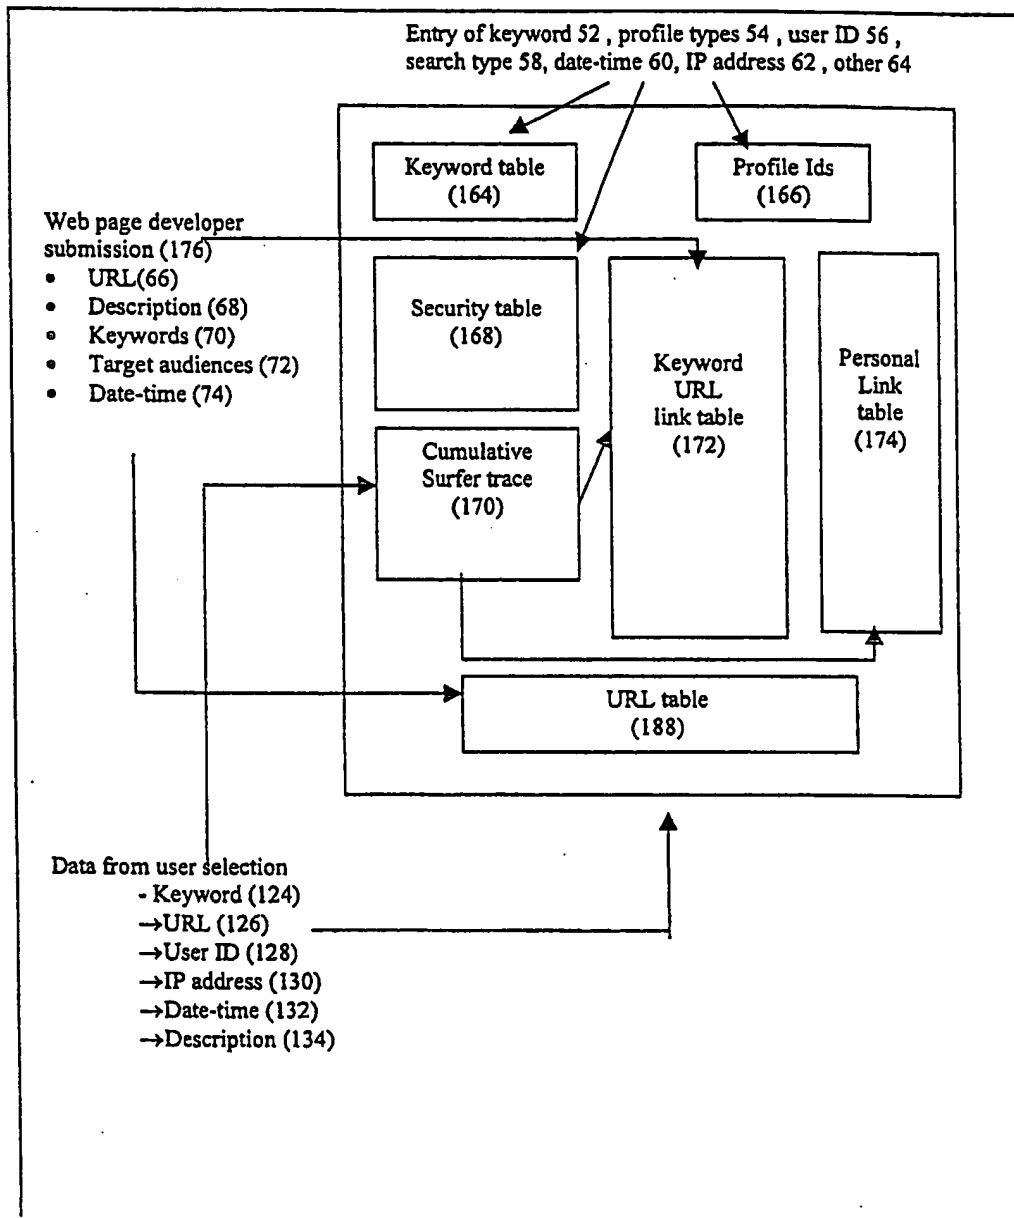 Entry of keyword 52 , profile types 54 , user ID 56 ,
search type 58, date-time 60, IP address 62 , other 64
Keyword table
(164)
Profile Ids
(166)
Web page developer
submission (176)
• URL(66)
• Description (68)
• Keywords (70)
• Target audiences (72)
• Date-time (74)
Security table
(168)
Keyword
URL
link table
(172)
Personal
Link
table
(174)
Cumulative
Surfer trace
(170)
URL table
(188)
Data from user selection
- Keyword (124)
→URL (126)
→User ID (128)
→IP address (130)
→Date-time (132)
→Description (134)